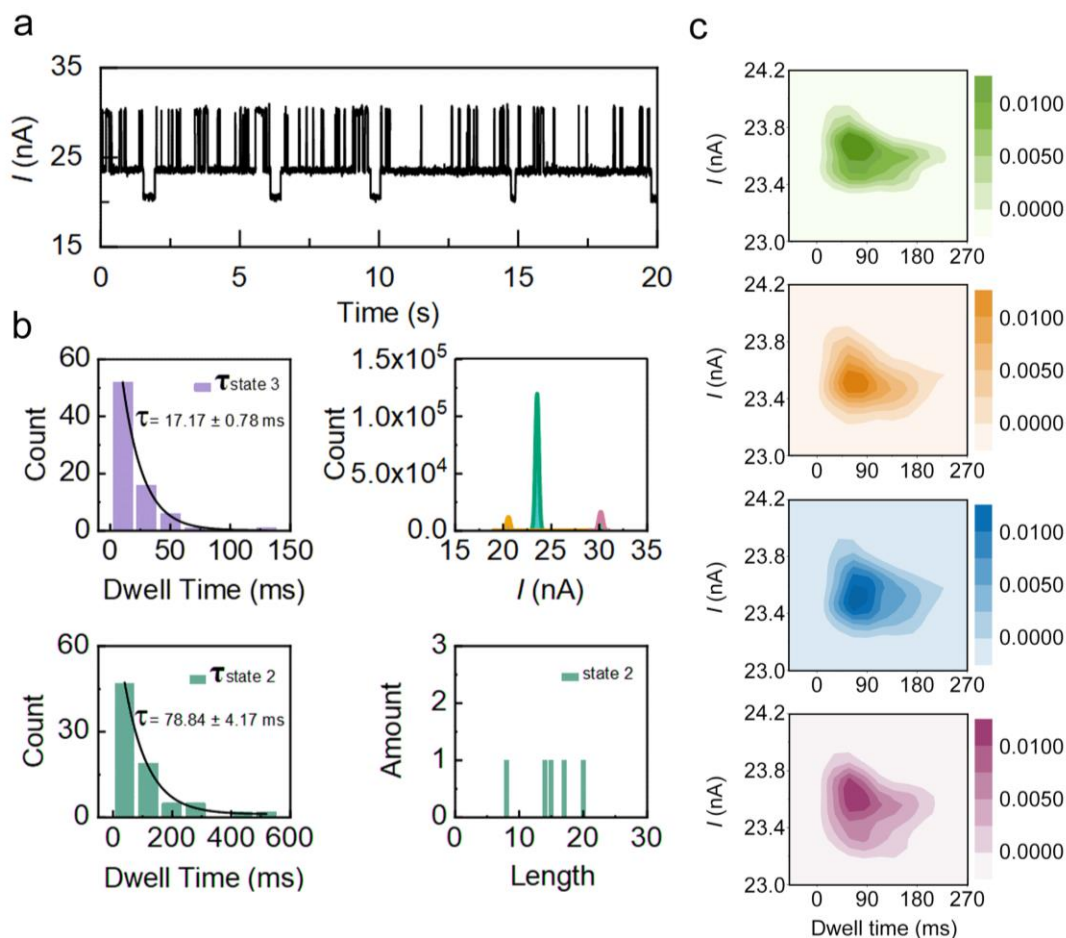 a
35
25
15
I (nA)
0 5 10 15 20
Time (s)
b
60
40
20
0
Count
τ state 3
τ = 17.17 ± 0.78 ms
0 50 100 150
Dwell Time (ms)
1.5x10^5
1.0x10^5
5.0x10^4
0.0
Count
15 20 25 30 35
I (nA)
60
30
0
Count
τ state 2
τ = 78.84 ± 4.17 ms
0 200 400 600
Dwell Time (ms)
3
2
1
0
Amount
state 2
0 10 20 30
Length
c
24.2
23.8
23.4
23.0
I (nA)
0 90 180 270
0.0100
0.0050
0.0000
24.2
23.8
23.4
23.0
I (nA)
0 90 180 270
0.0100
0.0050
0.0000
24.2
23.8
23.4
23.0
I (nA)
0 90 180 270
0.0100
0.0050
0.0000
24.2
23.8
23.4
23.0
I (nA)
0 90 180 270
0.0100
0.0050
0.0000
Dwell time (ms)